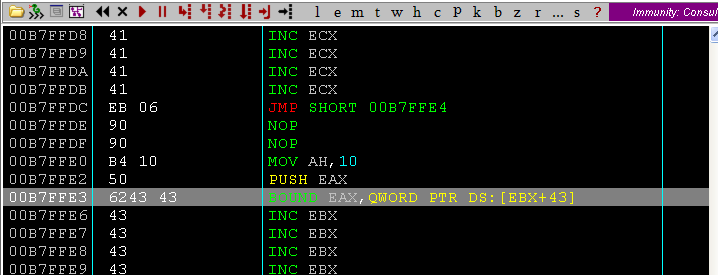 l e m t w h c p k b z r ... s ? Immunity: Consul
00B7FFD8 41 INC ECX
00B7FFD9 41 INC ECX
00B7FFDA 41 INC ECX
00B7FFDB 41 INC ECX
00B7FFDC EB 06 JMP SHORT 00B7FFE4
00B7FFDE 90 NOP
00B7FFDF 90 NOP
00B7FFE0 B4 10 MOV AH,10
00B7FFE2 50 PUSH EAX
00B7FFE3 6243 43 BOUND EAX,QWORD PTR DS:[EBX+43]
00B7FFE6 43 INC EBX
00B7FFE7 43 INC EBX
00B7FFE8 43 INC EBX
00B7FFE9 43 INC EBX